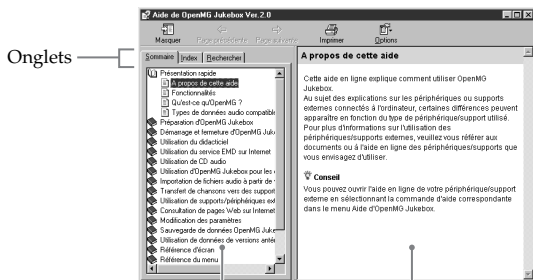 Aide de OpenMG Jukebox Ver.2.0
Masquer Page précédente Page suivante Imprimer Options
Onglets
Sommaire Index Rechercher
Présentation rapide
A propos de cette aide
Fonctionnalités
Qu'est-ce qu'OpenMG ?
Types de données audio compatible
Préparation d'OpenMG Jukebox
Démarrage et fermeture d'OpenMG Juke
Utilisation du didacticiel
Utilisation du service EMD sur Internet
Utilisation de CD audio
Utilisation d'OpenMG Jukebox pour les
Importation de fichiers audio à partir de
Transfert de chansons vers des support
Utilisation de supports/périphériques ext
Consultation de pages Web sur Internet
Modification des paramètres
Sauvegarde de données OpenMG Juke
Utilisation de données de versions antér
Référence d'écran
Référence du menu
A propos de cette aide
Cette aide en ligne explique comment utiliser OpenMG
Jukebox.
Au sujet des explications sur les périphériques ou supports
externes connectés à l'ordinateur, certaines différences peuvent
apparaître en fonction du type de périphérique/support utilisé.
Pour plus d'informations sur l'utilisation des
périphériques/supports externes, veuillez vous référer aux
documents ou à l'aide en ligne des périphériques/supports que
vous envisagez d'utiliser.
Conseil
Vous pouvez ouvrir l'aide en ligne de votre périphérique/support
externe en sélectionnant la commande d'aide correspondante
dans le menu Aide d'OpenMG Jukebox.